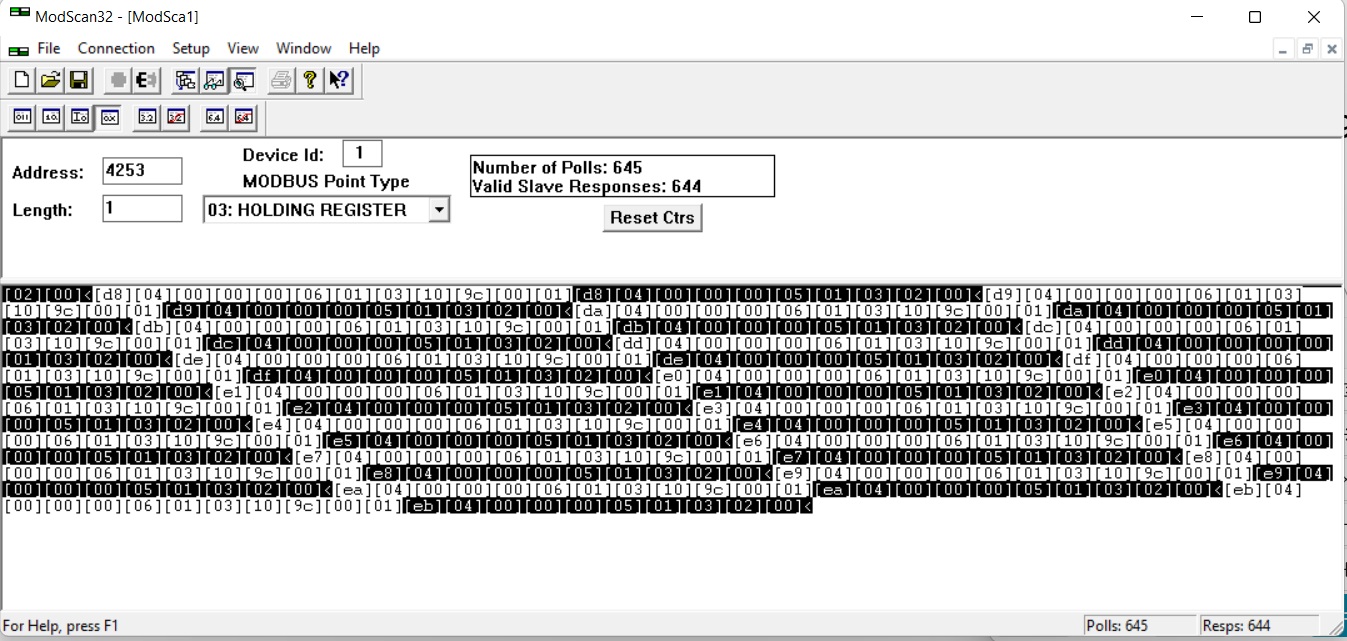 ModScan32 - [ModSca1]
File Connection Setup View Window Help
Address: 4253
Device Id: 1
MODBUS Point Type
Length: 1
03: HOLDING REGISTER
Number of Polls: 645
Valid Slave Responses: 644
Reset Ctrs
[02][00]<[d8][04][00][00][00][06][01][03][10][9c][00][01][d8][04][00][00][00][05][01][03][02][00]<[d9][04][00][00][00][06][01][03]
[10][9c][00][01][d9][04][00][00][00][05][01][03][02][00]<[da][04][00][00][00][06][01][03][10][9c][00][01][da][04][00][00][00][05][01]
[03][02][00]<[db][04][00][00][00][06][01][03][10][9c][00][01][db][04][00][00][00][05][01][03][02][00]<[dc][04][00][00][00][06][01]
[03][10][9c][00][01][dc][04][00][00][00][05][01][03][02][00]<[dd][04][00][00][00][06][01][03][10][9c][00][01][dd][04][00][00][00][05]
[01][03][02][00]<[de][04][00][00][00][06][01][03][10][9c][00][01][de][04][00][00][00][05][01][03][02][00]<[df][04][00][00][00][06]
[01][03][10][9c][00][01][df][04][00][00][00][05][01][03][02][00]<[e0][04][00][00][00][06][01][03][10][9c][00][01][e0][04][00][00][00]
[05][01][03][02][00]<[e1][04][00][00][00][06][01][03][10][9c][00][01][e1][04][00][00][00][05][01][03][02][00]<[e2][04][00][00][00]
[06][01][03][10][9c][00][01][e2][04][00][00][00][05][01][03][02][00]<[e3][04][00][00][00][06][01][03][10][9c][00][01][e3][04][00][00]
[00][05][01][03][02][00]<[e4][04][00][00][00][06][01][03][10][9c][00][01][e4][04][00][00][00][05][01][03][02][00]<[e5][04][00][00]
[00][06][01][03][10][9c][00][01][e5][04][00][00][00][05][01][03][02][00]<[e6][04][00][00][00][06][01][03][10][9c][00][01][e6][04][00]
[00][00][05][01][03][02][00]<[e7][04][00][00][00][06][01][03][10][9c][00][01][e7][04][00][00][00][05][01][03][02][00]<[e8][04][00]
[00][00][06][01][03][10][9c][00][01][e8][04][00][00][00][05][01][03][02][00]<[e9][04][00][00][00][06][01][03][10][9c][00][01][e9][04]
[00][00][00][05][01][03][02][00]<[ea][04][00][00][00][06][01][03][10][9c][00][01][ea][04][00][00][00][05][01][03][02][00]<[eb][04]
[00][00][00][06][01][03][10][9c][00][01][eb][04][00][00][00][05][01][03][02][00]<
For Help, press F1
Polls: 645
Resps: 644